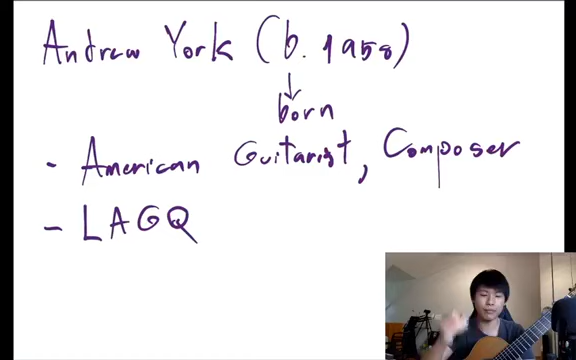 Andrew York (b. 1958)
↓
born
- American Guitarist, Composer
- LAGQ